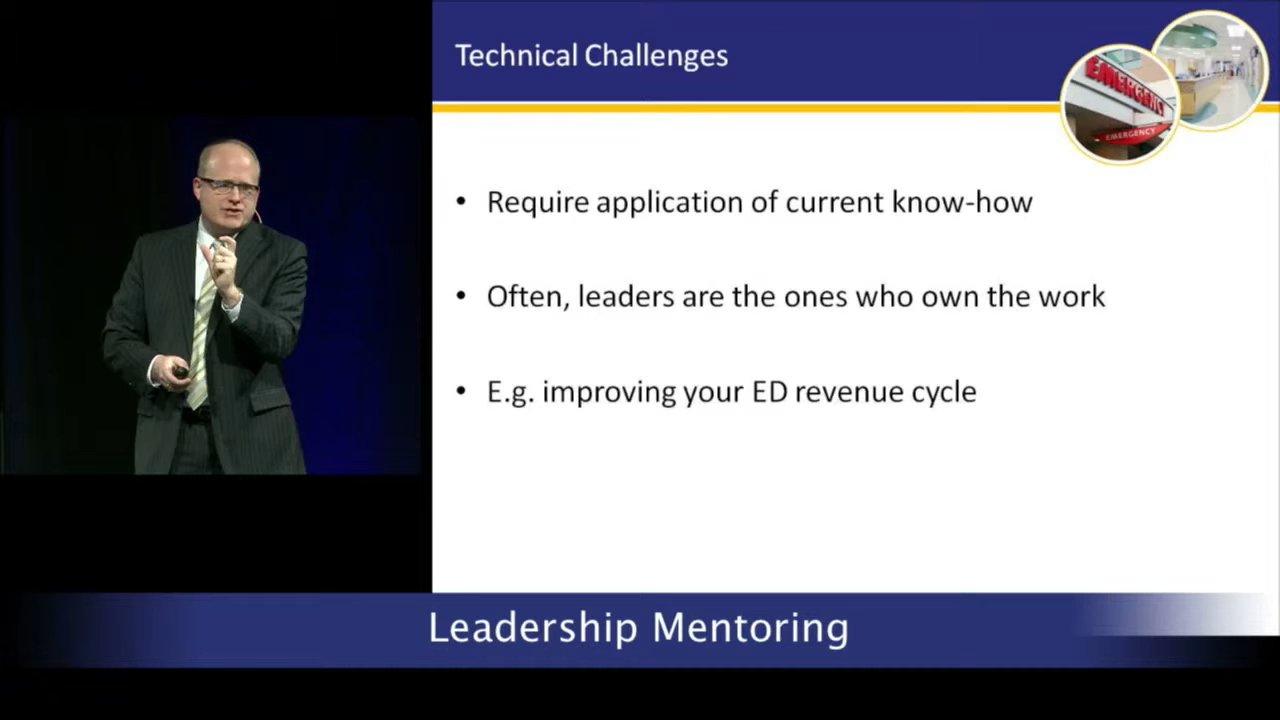 Technical Challenges
EMERGENCY
EMERGENCY
• Require application of current know-how
• Often, leaders are the ones who own the work
• E.g. improving your ED revenue cycle
Leadership Mentoring